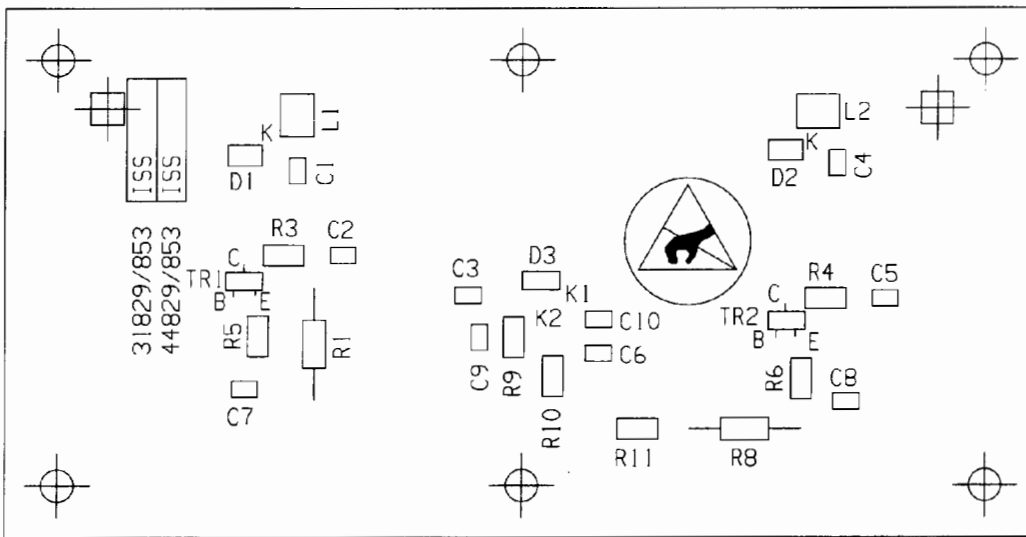 ISS
ISS
31829/853
44829/853
L1
K
D1
C1
R3
C2
C
TR1
B
E
R5
R1
C7
C3
D3
K1
K2
C10
C9
R9
C6
R10
R11
R8
L2
K
D2
C4
R4
C5
C
TR2
B
E
R6
C8